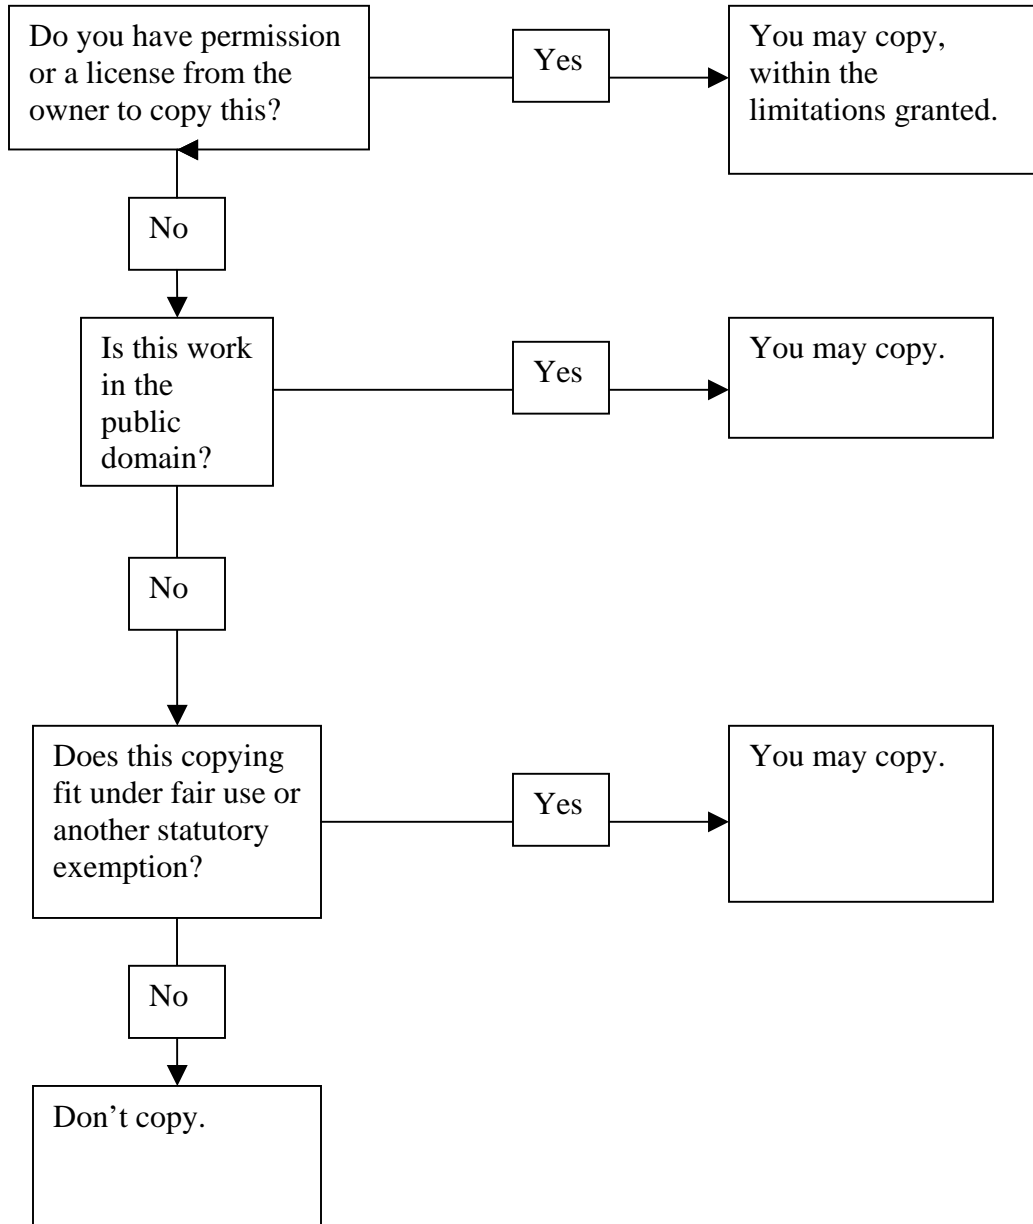 Do you have permission
or a license from the
owner to copy this?
Yes
You may copy,
within the
limitations granted.
No
Is this work
in the
public
domain?
Yes
You may copy.
No
Does this copying
fit under fair use or
another statutory
exemption?
Yes
You may copy.
No
Don’t copy.